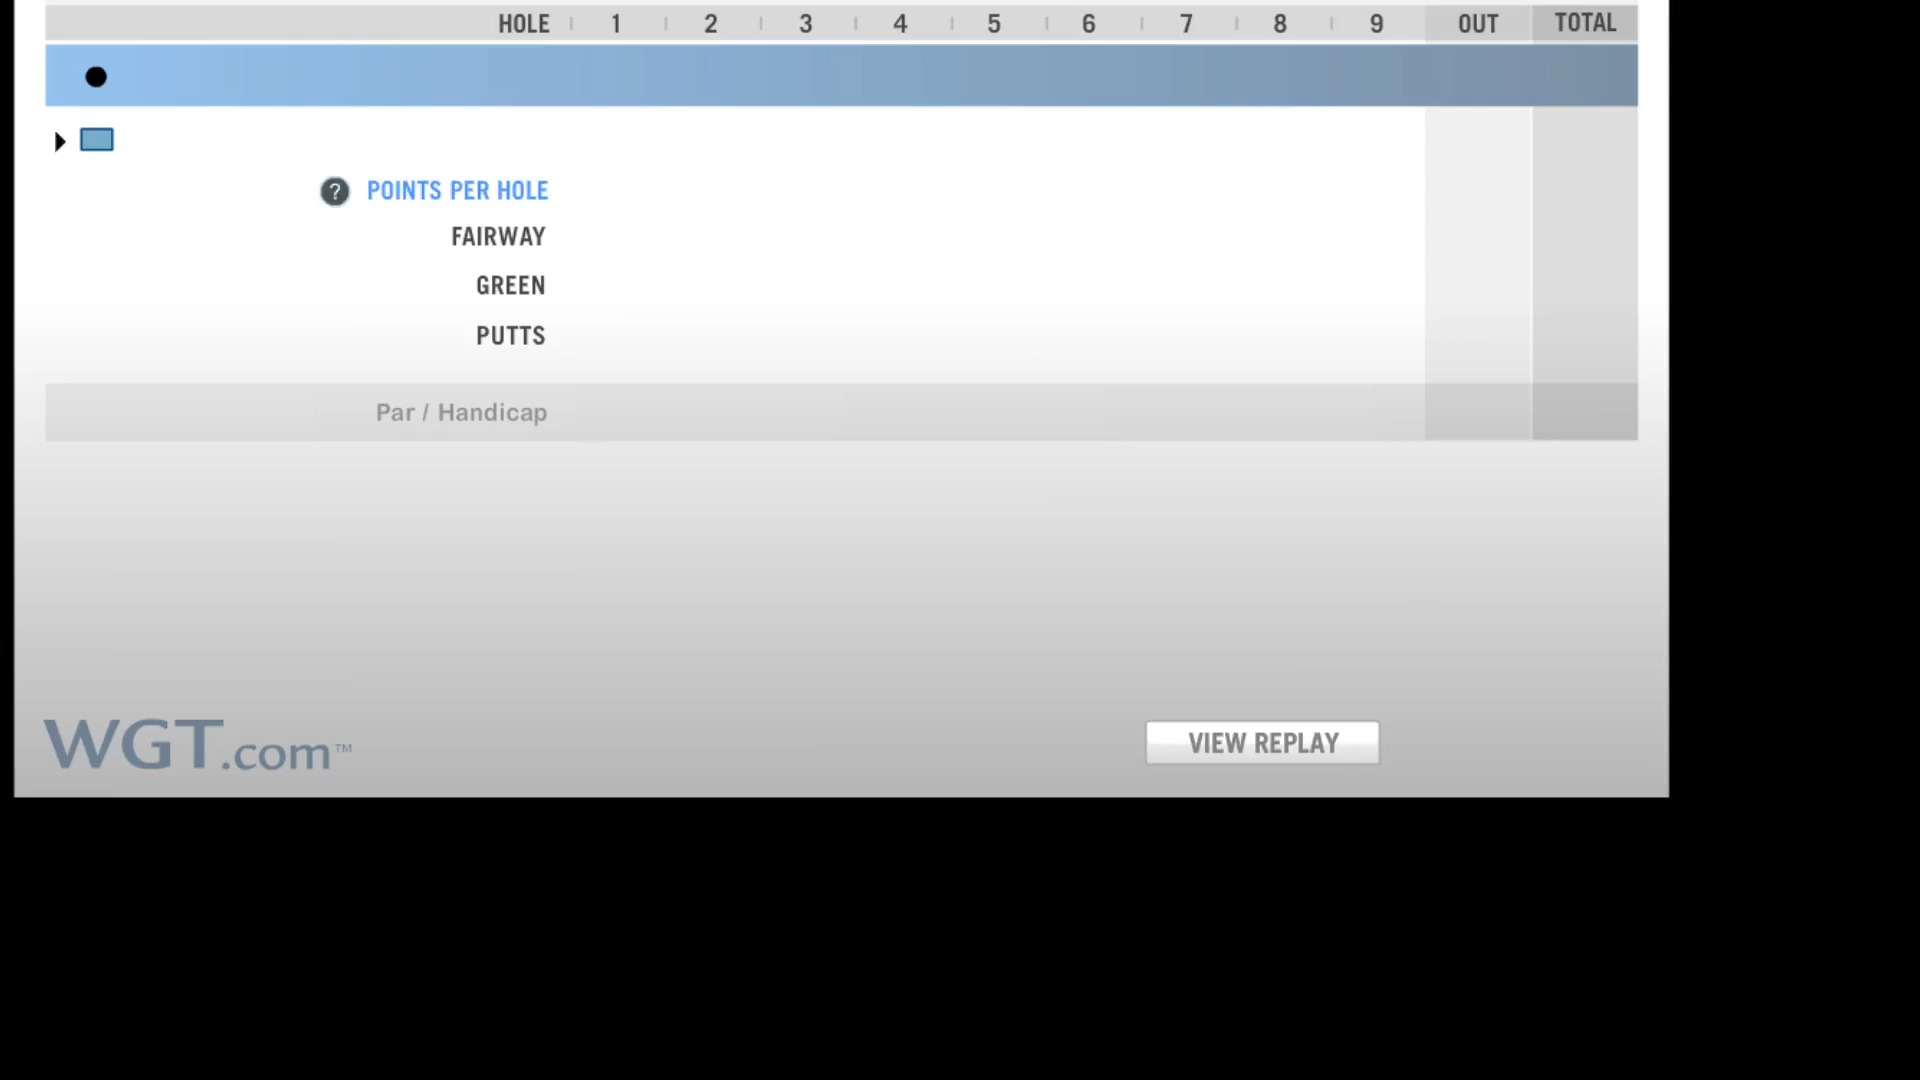 HOLE 1 2 3 4 5 6 7 8 9 OUT TOTAL
? POINTS PER HOLE
FAIRWAY
GREEN
PUTTS
Par / Handicap
WGT.com™
VIEW REPLAY